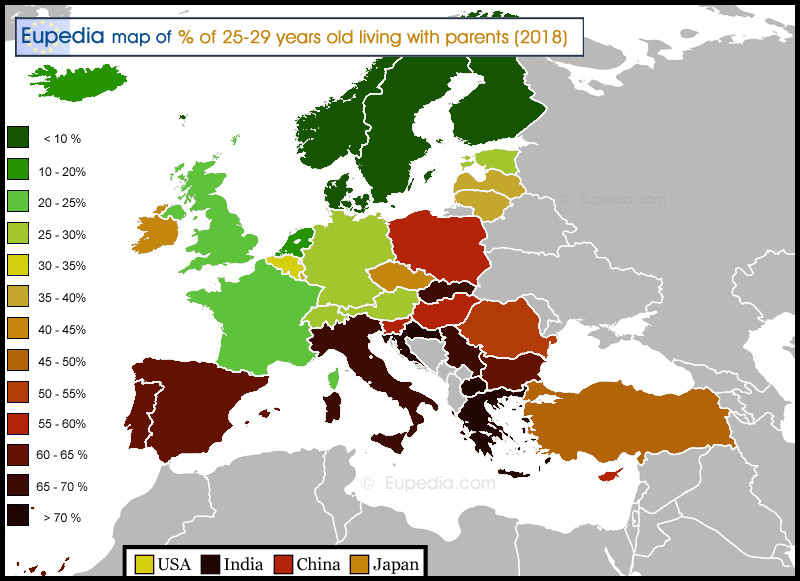 Eupedia map of % of 25-29 years old living with parents (2018)
< 10 %
10 - 20%
20 - 25%
25 - 30%
30 - 35%
35 - 40%
40 - 45%
45 - 50%
50 - 55%
55 - 60%
60 - 65 %
65 - 70 %
> 70 %
© Eupedia.com
© Eupedia.com
USA India China Japan